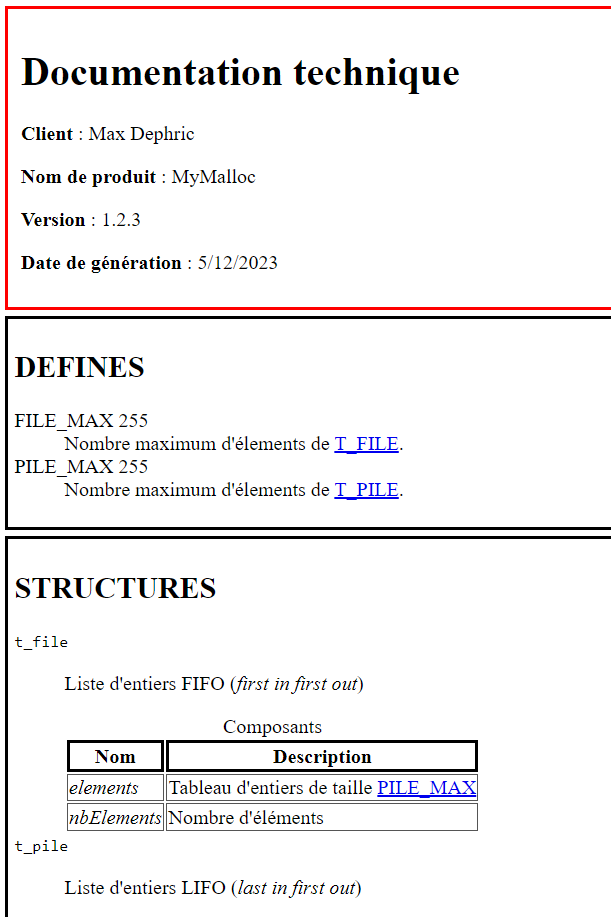 Documentation technique
Client : Max Dephric
Nom de produit : MyMalloc
Version : 1.2.3
Date de génération : 5/12/2023
DEFINES
FILE_MAX 255
Nombre maximum d'élements de T_FILE.
PILE_MAX 255
Nombre maximum d'élements de T_PILE.
STRUCTURES
t_file
Liste d'entiers FIFO (first in first out)
Composants
Nom Description
elements Tableau d'entiers de taille PILE_MAX
nbElements Nombre d'éléments
t_pile
Liste d'entiers LIFO (last in first out)